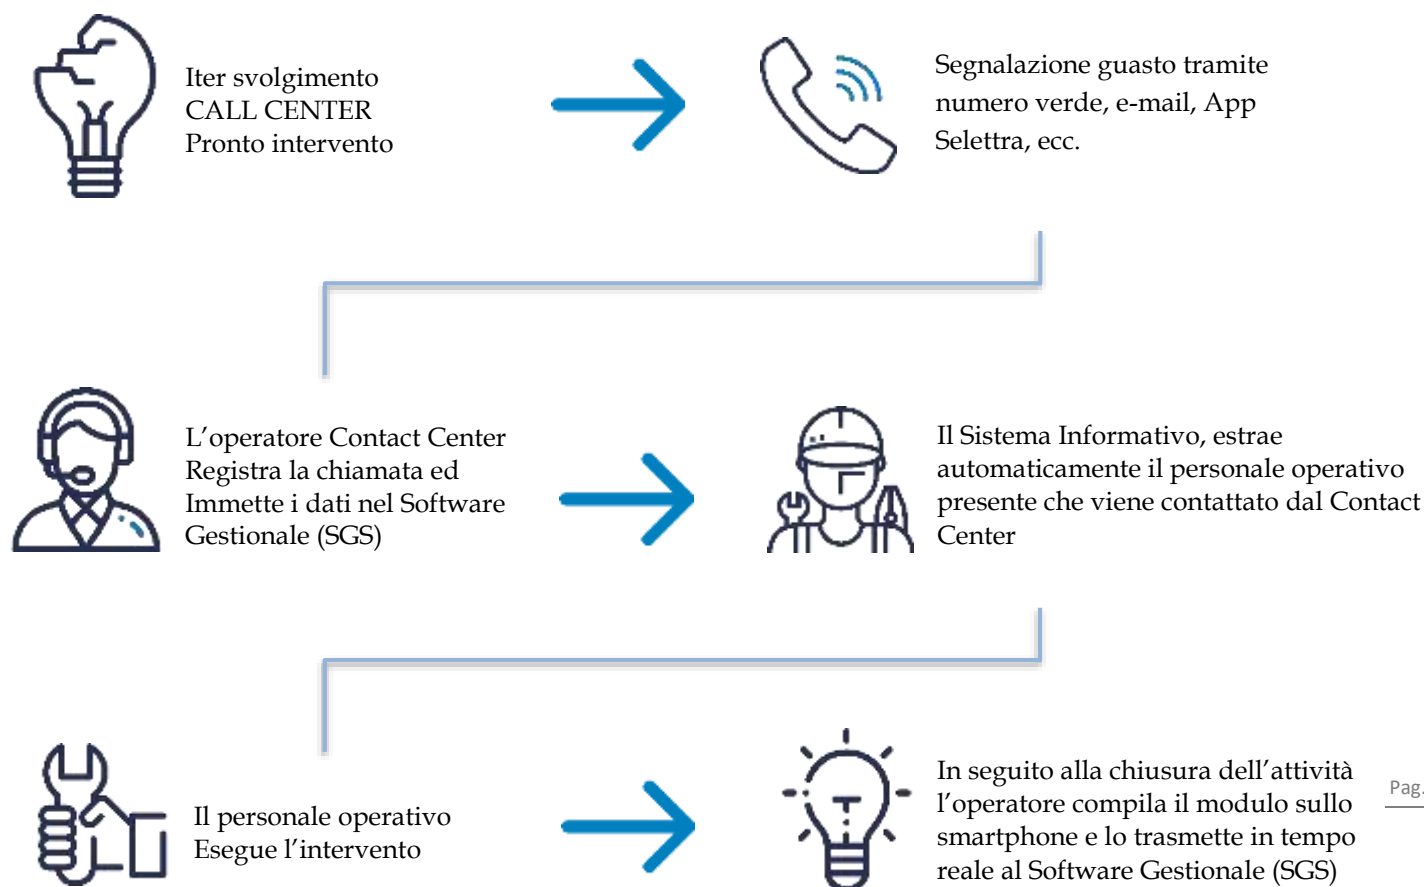 Iter svolgimento
CALL CENTER
Pronto intervento
Segnalazione guasto tramite
numero verde, e-mail, App
Selettra, ecc.
L’operatore Contact Center
Registra la chiamata ed
Immette i dati nel Software
Gestionale (SGS)
Il Sistema Informativo, estrae
automaticamente il personale operativo
presente che viene contattato dal Contact
Center
Il personale operativo
Esegue l’intervento
In seguito alla chiusura dell’attività
l’operatore compila il modulo sullo
smartphone e lo trasmette in tempo
reale al Software Gestionale (SGS)
Pag.